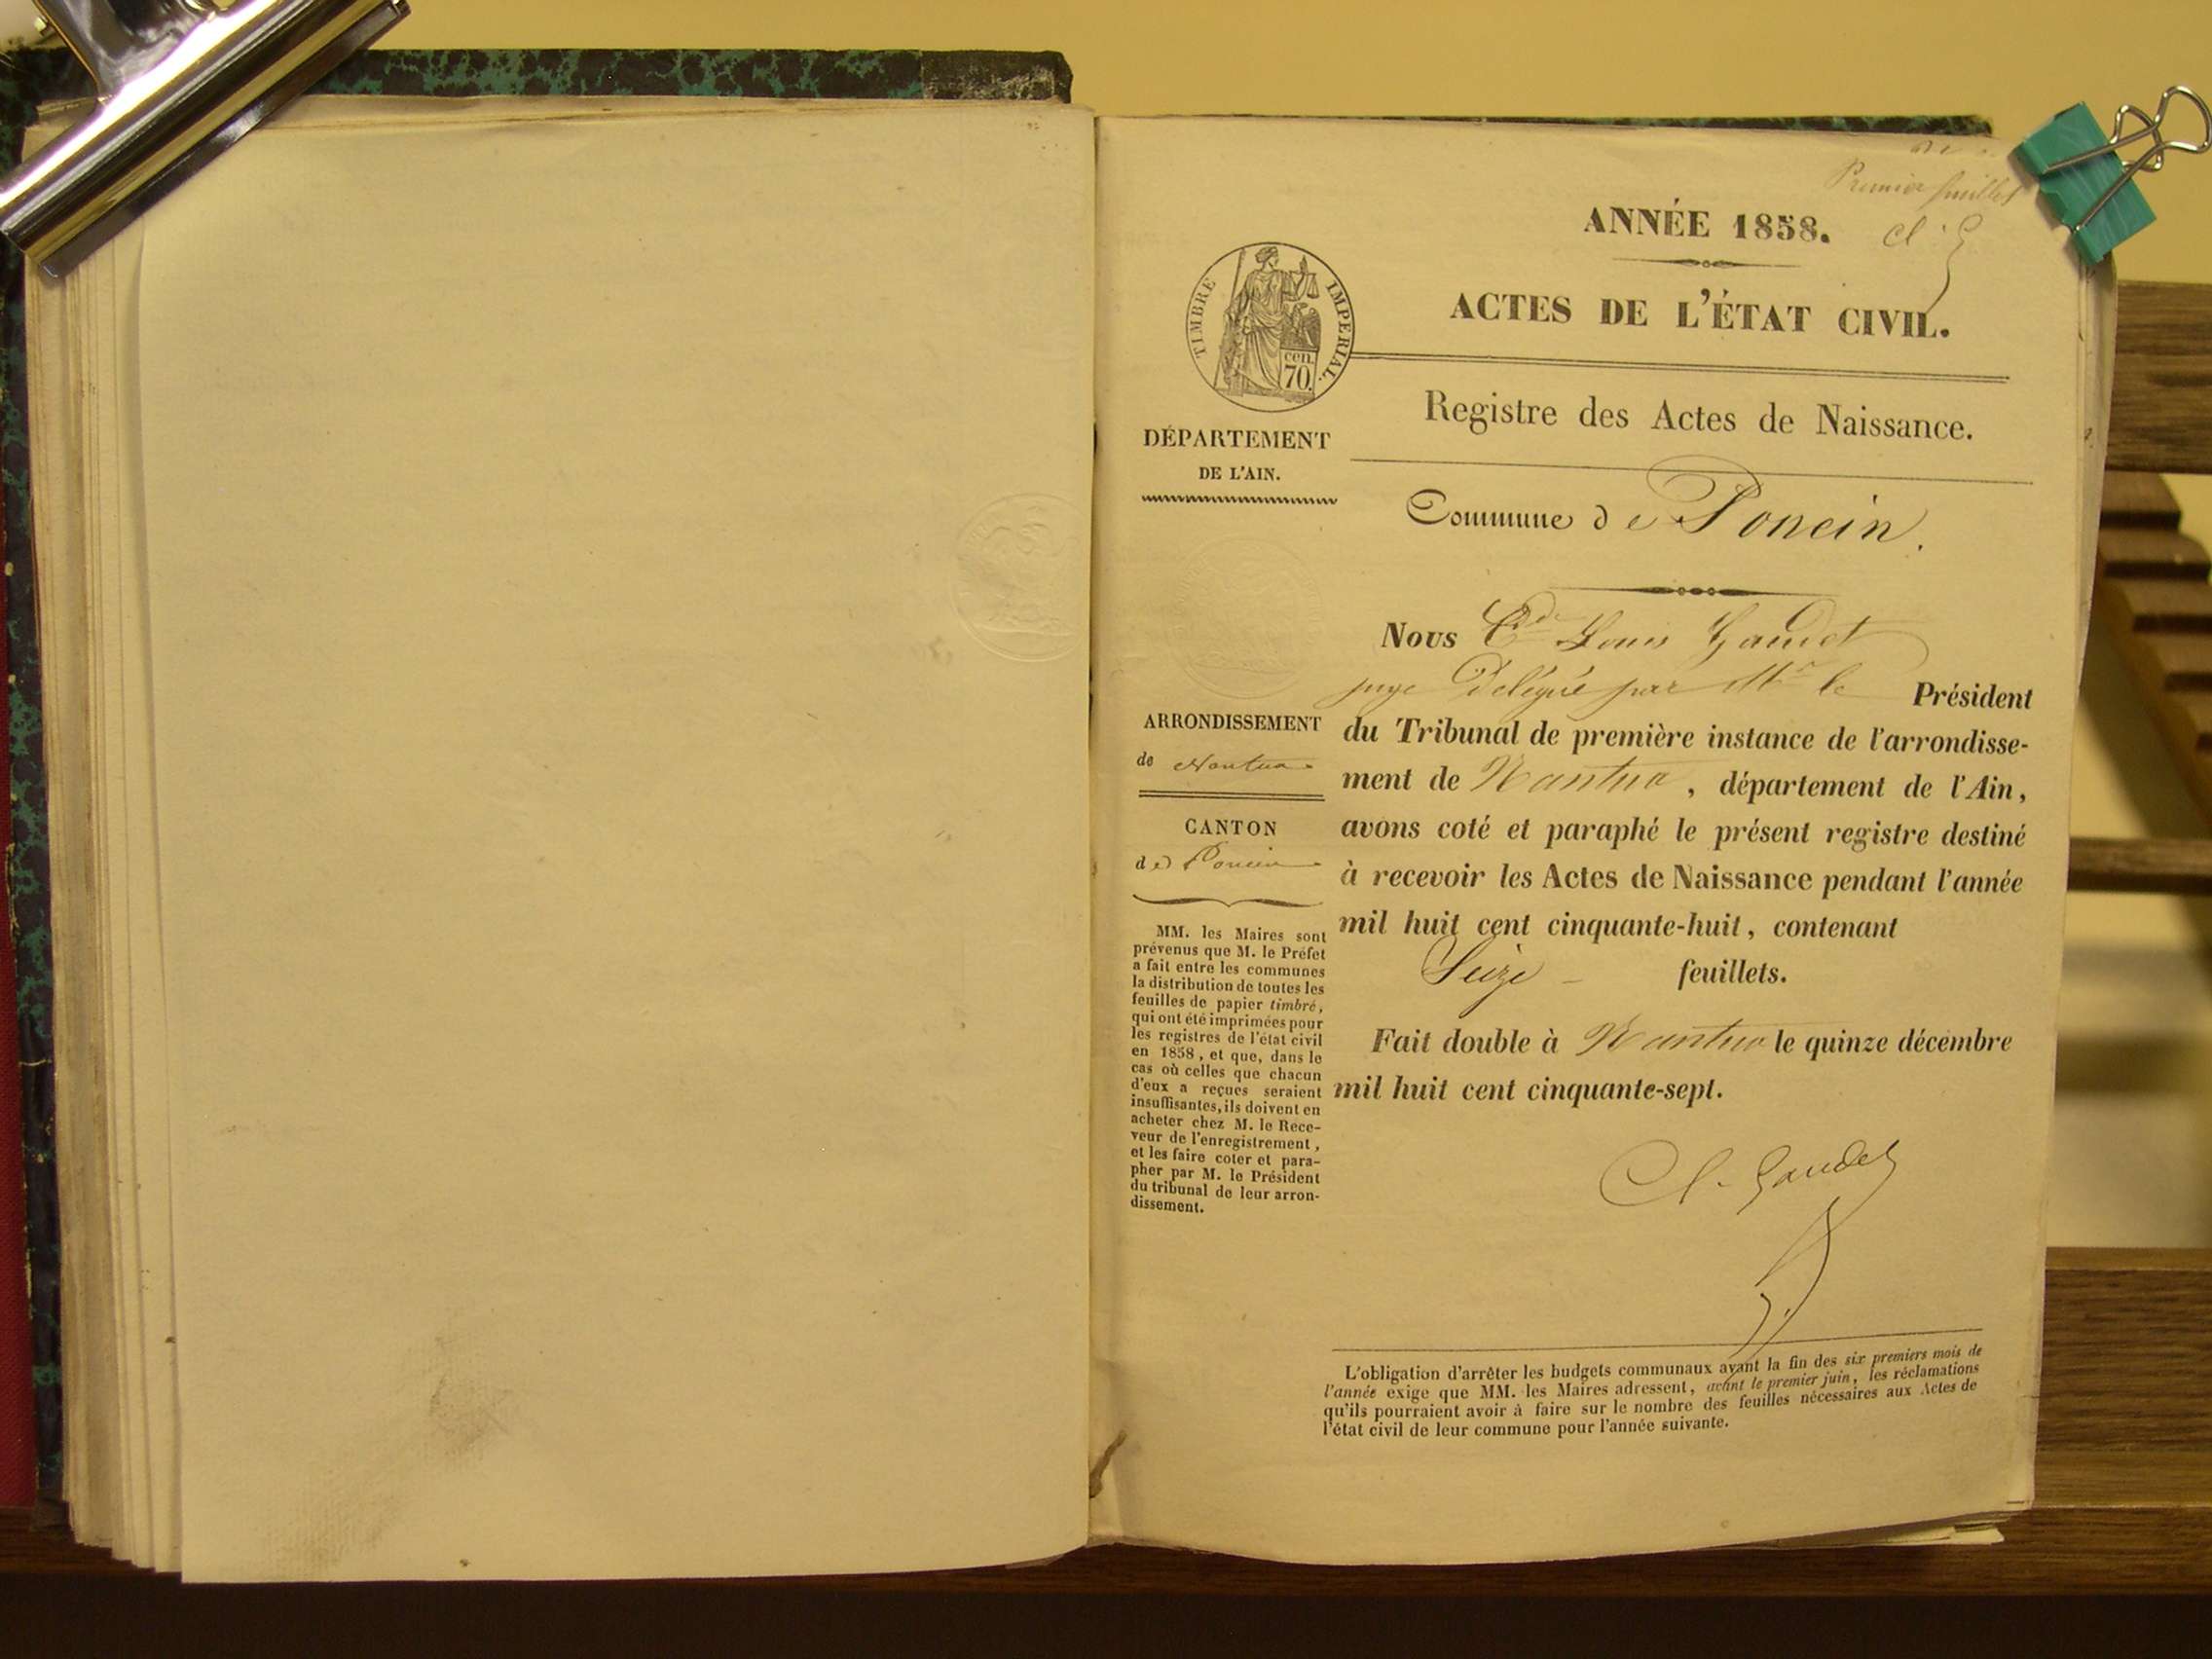 Premier feuillet
ANNÉE 1858.
Cl. G
ACTES DE L'ÉTAT CIVIL.
TIMBRE IMPERIAL.
cen.
70.
Registre des Actes de Naissance.
DÉPARTEMENT
DE L'AIN.
Commune de Poncin.
Nous Louis Gaudet
juge Délégué par Mr le Président
du Tribunal de première instance de l'arrondisse-
ment de Nantua, département de l'Ain,
avons coté et paraphé le présent registre destiné
à recevoir les Actes de Naissance pendant l'année
mil huit cent cinquante-huit, contenant
Seize feuillets.
Fait double à Nantua le quinze décembre
mil huit cent cinquante-sept.
Cl. Gaudet
ARRONDISSEMENT
de Nantua
CANTON
de Poncin
MM. les Maires sont
prévenus que M. le Préfet
a fait entre les communes
la distribution de toutes les
feuilles de papier timbré,
qui ont été imprimées pour
les registres de l'état civil
en 1858, et que, dans le
cas où celles que chacun
d'eux a reçues seraient
insuffisantes, ils doivent en
acheter chez M. le Rece-
veur de l'enregistrement,
et les faire coter et para-
pher par M. le Président
du tribunal de leur arron-
dissement.
L'obligation d'arrêter les budgets communaux avant la fin des six premiers mois de
l'année exige que MM. les Maires adressent, avant le premier juin, les réclamations
qu'ils pourraient avoir à faire sur le nombre des feuilles nécessaires aux Actes de
l'état civil de leur commune pour l'année suivante.